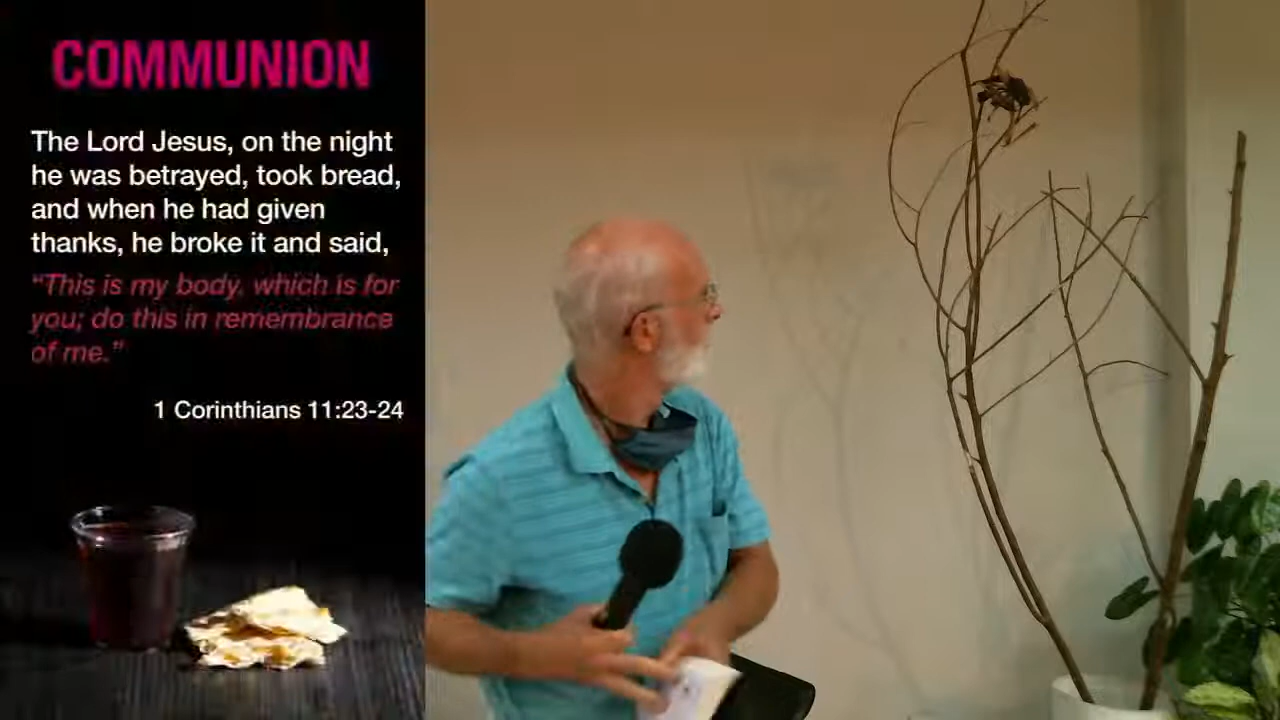 COMMUNION
The Lord Jesus, on the night
he was betrayed, took bread,
and when he had given
thanks, he broke it and said,
"This is my body, which is for
you; do this in remembrance
of me."
1 Corinthians 11:23-24